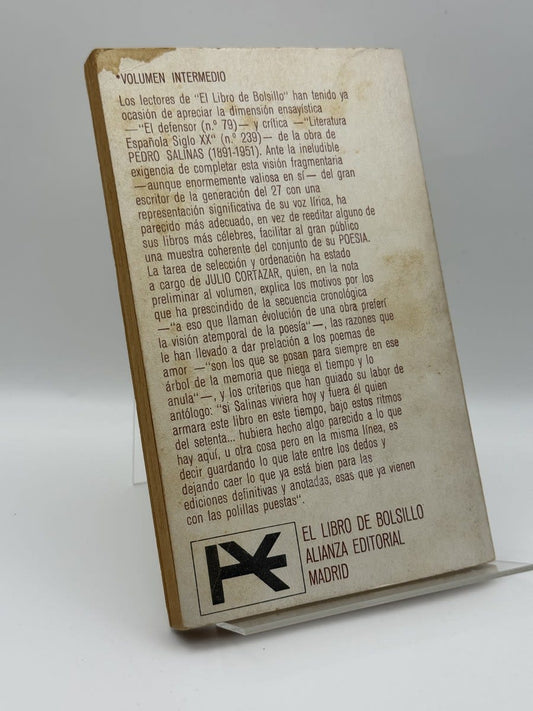 *VOLUMEN INTERMEDIO
Los lectores de "El Libro de Bolsillo" han tenido ya
ocasión de apreciar la dimensión ensayística
—"El defensor (n.º 79)— y crítica —"Literatura
Española Siglo XX" (n.º 239)— de la obra de
PEDRO SALINAS (1891-1951). Ante la ineludible
exigencia de completar esta visión fragmentaria
—aunque enormemente valiosa en sí— del gran
escritor de la generación del 27 con una
representación significativa de su voz lírica, ha
parecido más adecuado, en vez de reeditar alguno de
sus libros más célebres, facilitar al gran público
una muestra coherente del conjunto de su POESIA.
La tarea de selección y ordenación ha estado
a cargo de JULIO CORTAZAR, quien, en la nota
preliminar al volumen, explica los motivos por los
que ha prescindido de la secuencia cronológica
—"a eso que llaman évolución de una obra preferí
la visión atemporal de la poesía"—, las razones que
le han llevado a dar prelación a los poemas de
amor —"son los que se posan para siempre en ese
árbol de la memoria que niega el tiempo y lo
anula"—, y los criterios que han guiado su labor de
antólogo: "si Salinas viviera hoy y fuera él quien
armara este libro en este tiempo, bajo estos ritmos
del setenta... hubiera hecho algo parecido a lo que
hay aquí, u otra cosa pero en la misma línea, es
decir guardando lo que late entre los dedos y
dejando caer lo que ya está bien para las
ediciones definitivas y anotadas, esas que ya vienen
con las polillas puestas".
EL LIBRO DE BOLSILLO
ALIANZA EDITORIAL
MADRID